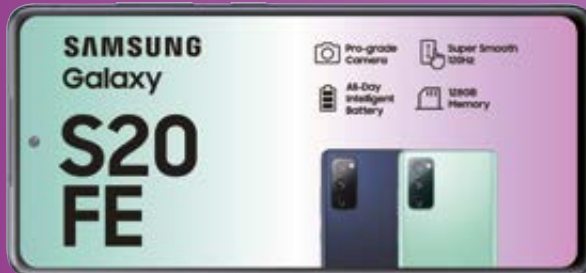 SAMSUNG
Galaxy
S20
FE
Pro-grade
Camera
Super Smooth
120Hz
All-Day
Intelligent
Battery
128GB
Memory